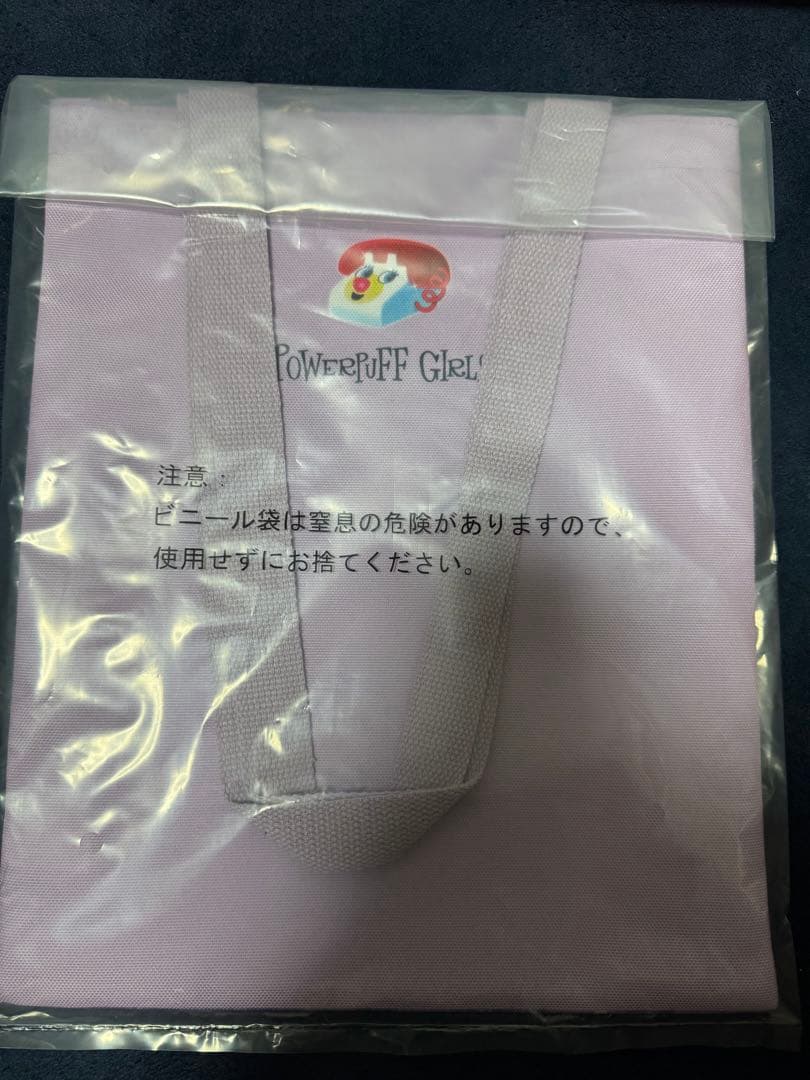 POWERPUFF GIRLS
注意：
ビニール袋は窒息の危険がありますので、
使用せずにお捨てください。